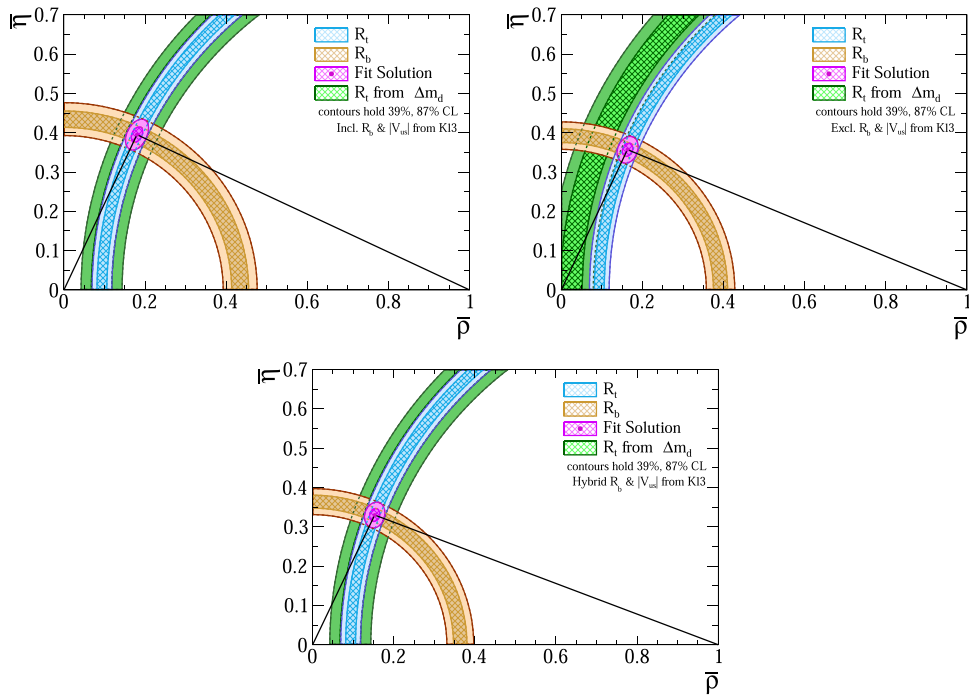 η̅
0.7
0.6
0.5
0.4
0.3
0.2
0.1
0
0 0.2 0.4 0.6 0.8 1
ρ̅
R_t
R_b
Fit Solution
R_t from Δm_d
contours hold 39%, 87% CL
Incl. R_b & |V_us| from Kl3
η̅
0.7
0.6
0.5
0.4
0.3
0.2
0.1
0
0 0.2 0.4 0.6 0.8 1
ρ̅
R_t
R_b
Fit Solution
R_t from Δm_d
contours hold 39%, 87% CL
Excl. R_b & |V_us| from Kl3
η̅
0.7
0.6
0.5
0.4
0.3
0.2
0.1
0
0 0.2 0.4 0.6 0.8 1
ρ̅
R_t
R_b
Fit Solution
R_t from Δm_d
contours hold 39%, 87% CL
Hybrid R_b & |V_us| from Kl3